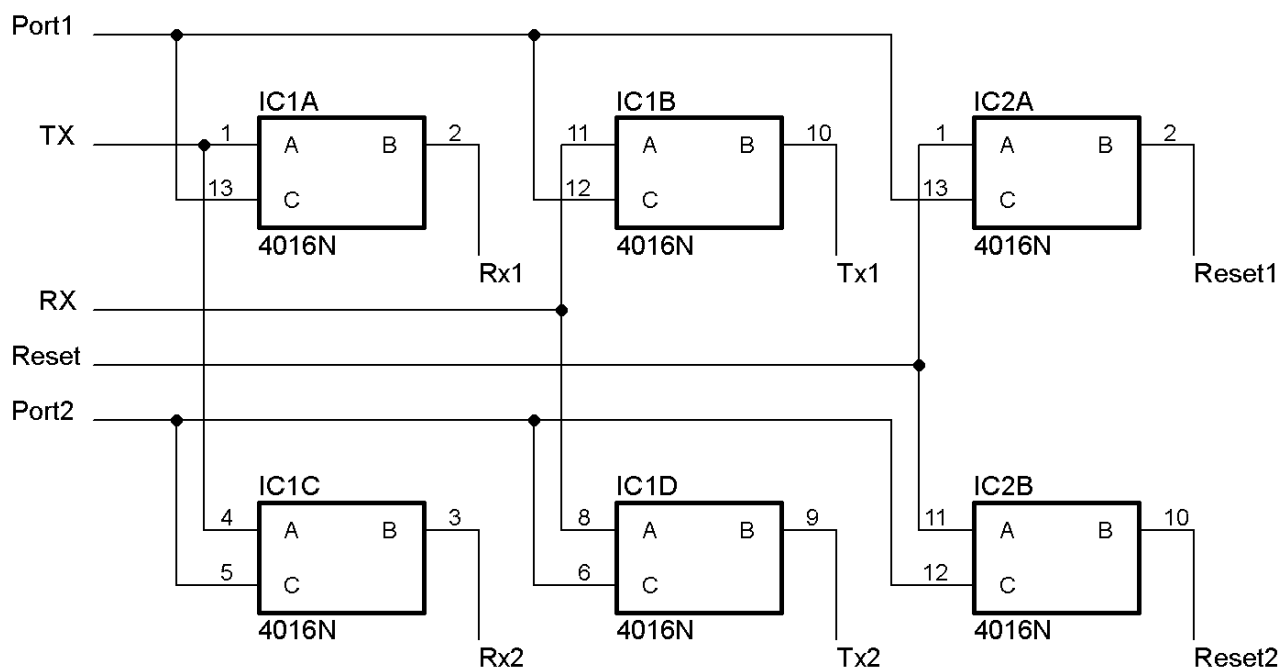 Port1
IC1A IC1B IC2A
TX 1 A B 2 11 A B 10 1 A B 2
13 C 12 C 13 C
4016N 4016N 4016N
Rx1 Tx1 Reset1
RX
Reset
Port2
IC1C IC1D IC2B
4 A B 3 8 A B 9 11 A B 10
5 C 6 C 12 C
4016N 4016N 4016N
Rx2 Tx2 Reset2